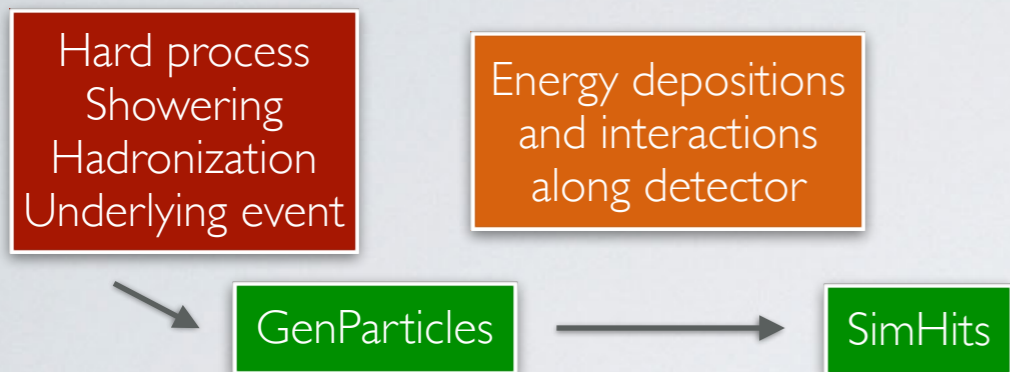 Hard process
Showering
Hadronization
Underlying event
Energy depositions
and interactions
along detector
GenParticles
SimHits